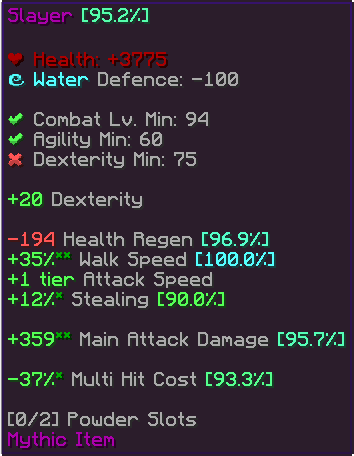 Slayer [95.2%]
❤ Health: +3775
Water Defence: -100
✔ Combat Lv. Min: 94
✔ Agility Min: 60
✖ Dexterity Min: 75
+20 Dexterity
-194 Health Regen [96.9%]
+35%** Walk Speed [100.0%]
+1 tier Attack Speed
+12%* Stealing [90.0%]
+359** Main Attack Damage [95.7%]
-37%* Multi Hit Cost [93.3%]
[0/2] Powder Slots
Mythic Item